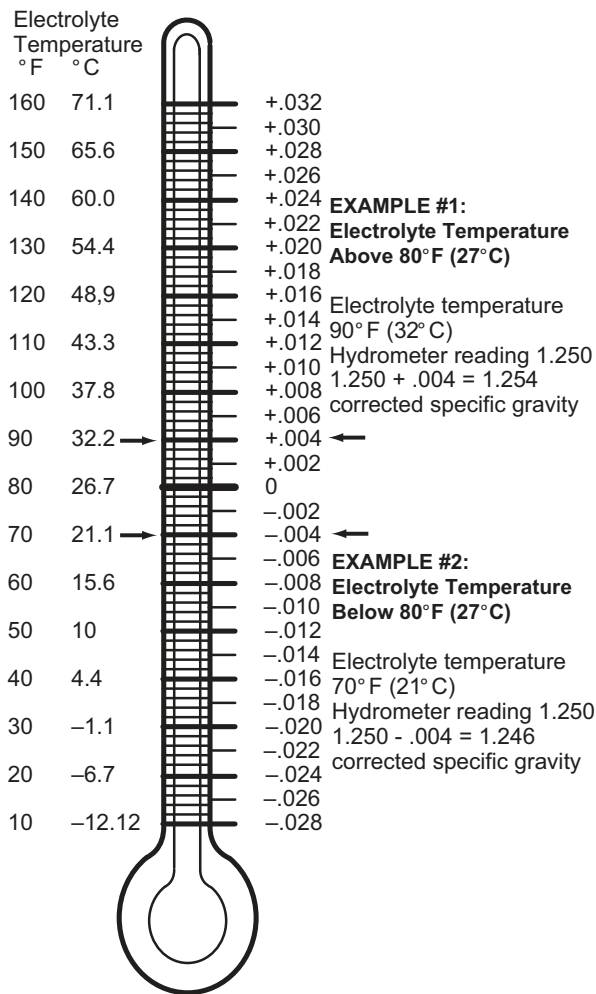 Electrolyte
Temperature
°F °C
160 71.1 +.032
+.030
150 65.6 +.028
+.026
140 60.0 +.024
+.022
130 54.4 +.020
+.018
120 48,9 +.016
+.014
110 43.3 +.012
+.010
100 37.8 +.008
+.006
90 32.2 +.004
+.002
80 26.7 0
–.002
70 21.1 –.004
–.006
60 15.6 –.008
–.010
50 10 –.012
–.014
40 4.4 –.016
–.018
30 –1.1 –.020
–.022
20 –6.7 –.024
–.026
10 –12.12 –.028
EXAMPLE #1:
Electrolyte Temperature
Above 80°F (27°C)
Electrolyte temperature
90°F (32°C)
Hydrometer reading 1.250
1.250 + .004 = 1.254
corrected specific gravity
EXAMPLE #2:
Electrolyte Temperature
Below 80°F (27°C)
Electrolyte temperature
70°F (21°C)
Hydrometer reading 1.250
1.250 - .004 = 1.246
corrected specific gravity